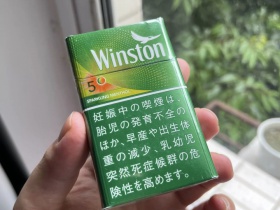 Winston
5
SPARKLING MENTHOL
妊娠中の喫煙は、
胎児の発育不全の
ほか、早産や出生体
重の減少、乳幼児
突然死症候群の危
険性を高めます。